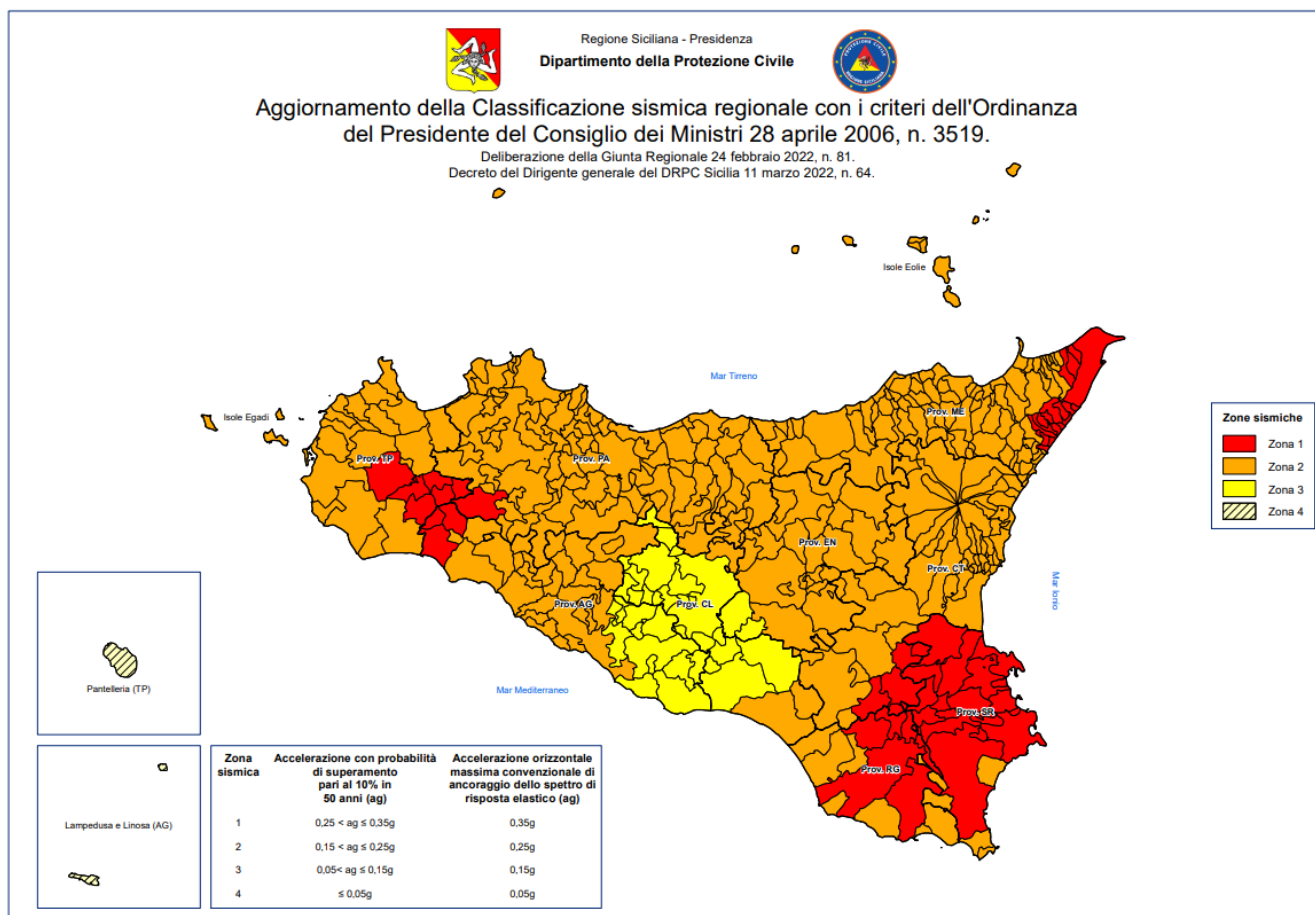 Regione Siciliana - Presidenza
Dipartimento della Protezione Civile
Aggiornamento della Classificazione sismica regionale con i criteri dell'Ordinanza
del Presidente del Consiglio dei Ministri 28 aprile 2006, n. 3519.
Deliberazione della Giunta Regionale 24 febbraio 2022, n. 81.
Decreto del Dirigente generale del DRPC Sicilia 11 marzo 2022, n. 64.
Isole Eolie
Mar Tirreno
Isole Egadi
Prov. ME
Prov. TP
Prov. PA
Prov. EN
Prov. CT
Mar Ionio
Prov. AG
Prov. CL
Mar Mediterraneo
Prov. SR
Prov. RG
Zone sismiche
Zona 1
Zona 2
Zona 3
Zona 4
Pantelleria (TP)
Lampedusa e Linosa (AG)
Zona sismica
Accelerazione con probabilità di superamento pari al 10% in 50 anni (ag)
Accelerazione orizzontale massima convenzionale di ancoraggio dello spettro di risposta elastico (ag)
1 0,25 < ag ≤ 0,35g 0,35g
2 0,15 < ag ≤ 0,25g 0,25g
3 0,05< ag ≤ 0,15g 0,15g
4 ≤ 0,05g 0,05g